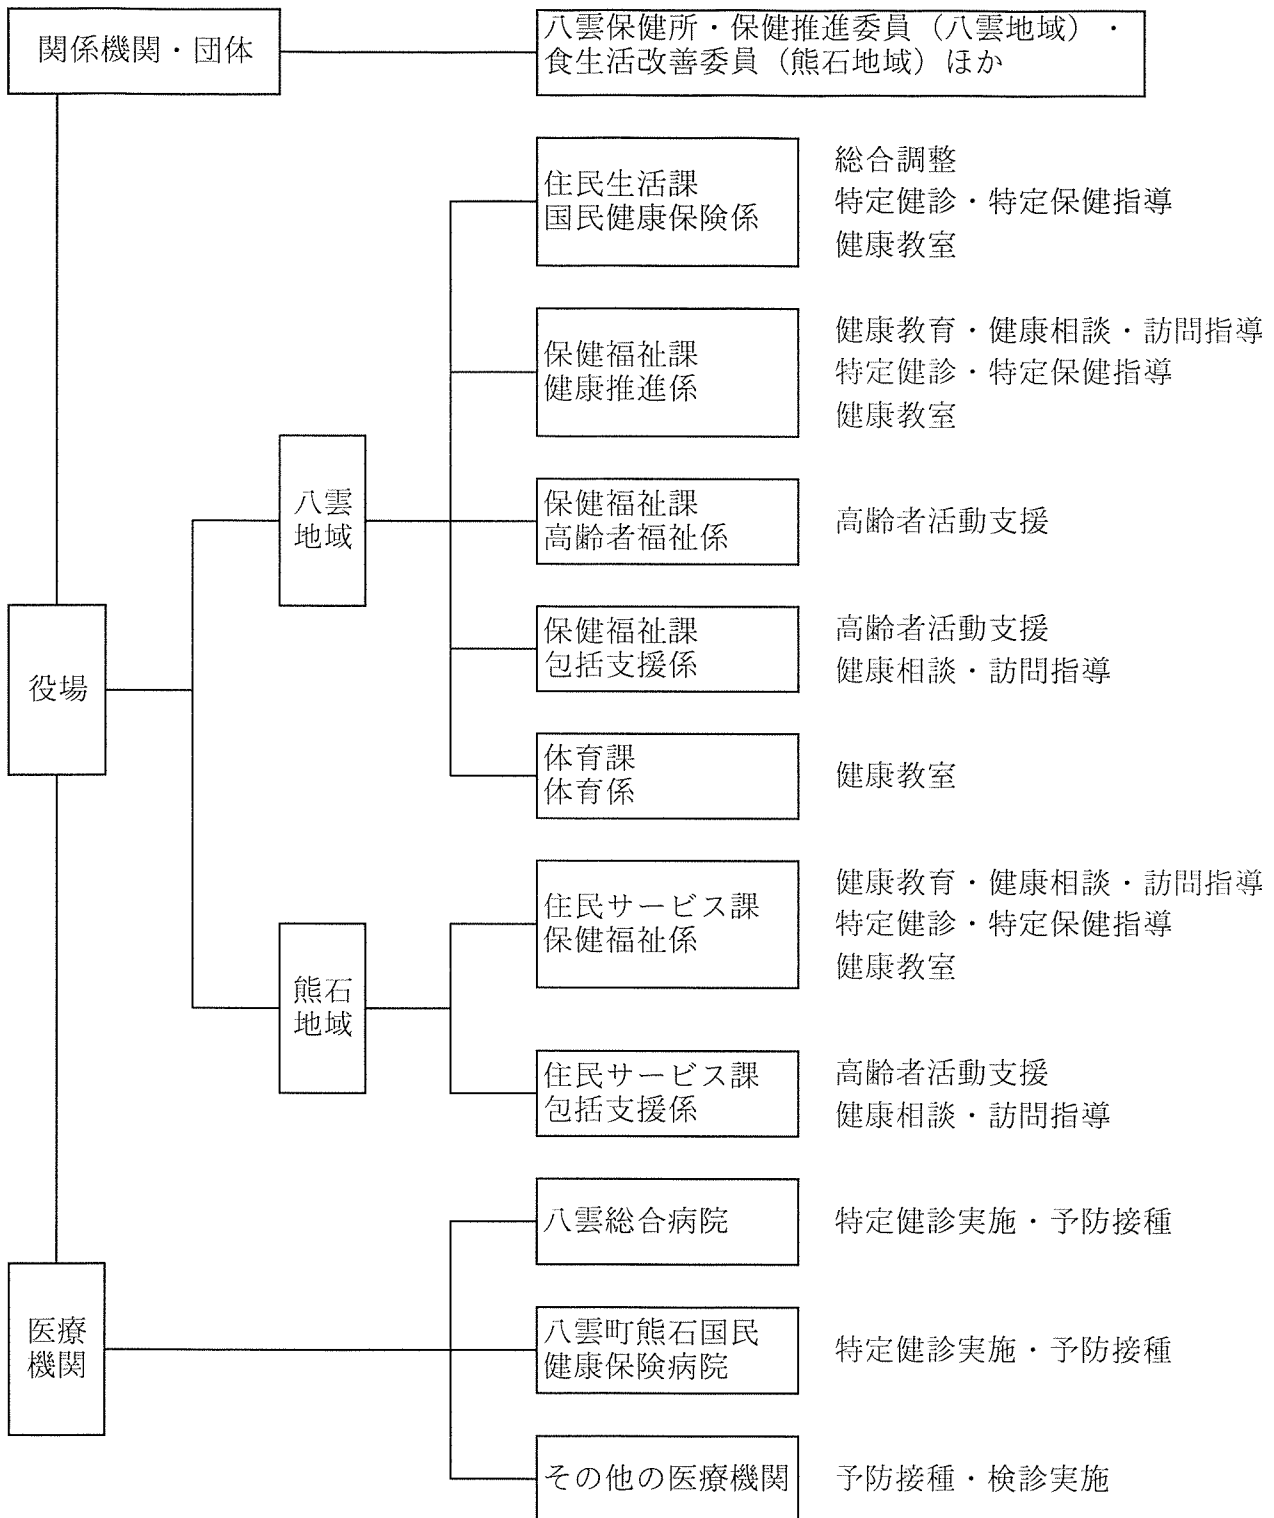 関係機関・団体
八雲保健所・保健推進委員（八雲地域）・
食生活改善委員（熊石地域）ほか
住民生活課
国民健康保険係
総合調整
特定健診・特定保健指導
健康教室
保健福祉課
健康推進係
健康教育・健康相談・訪問指導
特定健診・特定保健指導
健康教室
八雲
地域
保健福祉課
高齢者福祉係
高齢者活動支援
保健福祉課
包括支援係
高齢者活動支援
健康相談・訪問指導
役場
体育課
体育係
健康教室
住民サービス課
保健福祉係
健康教育・健康相談・訪問指導
特定健診・特定保健指導
健康教室
熊石
地域
住民サービス課
包括支援係
高齢者活動支援
健康相談・訪問指導
八雲総合病院
特定健診実施・予防接種
医療
機関
八雲町熊石国民
健康保険病院
特定健診実施・予防接種
その他の医療機関
予防接種・検診実施